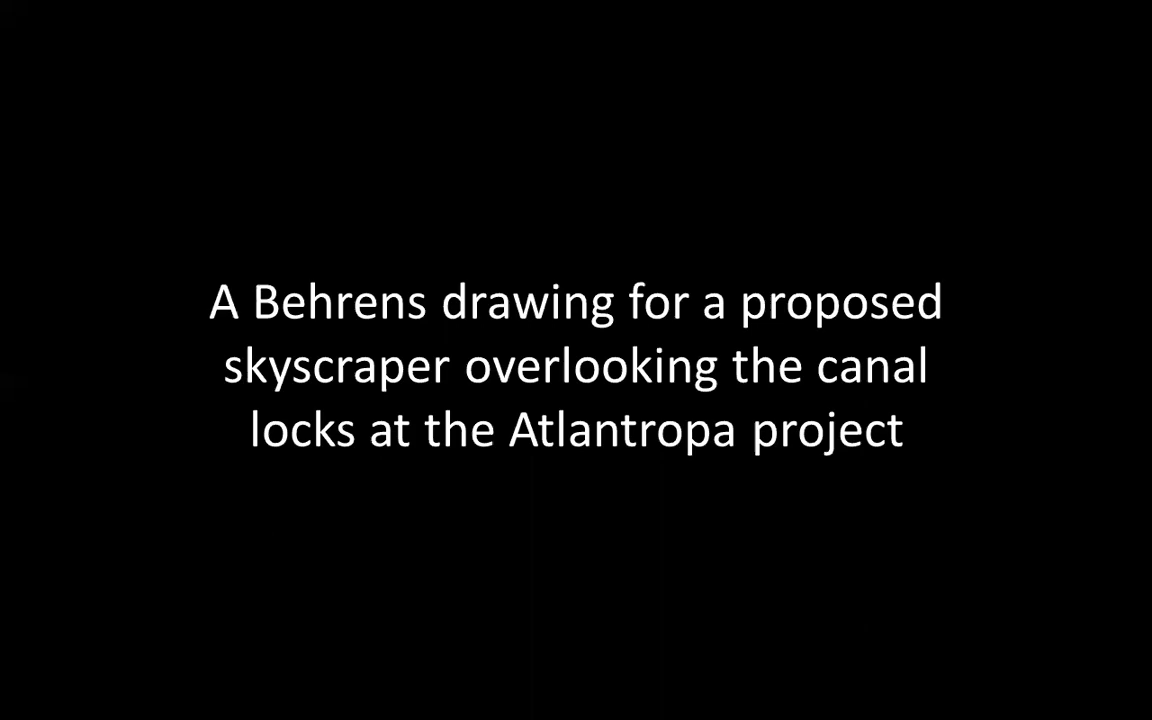 A Behrens drawing for a proposed
skyscraper overlooking the canal
locks at the Atlantropa project